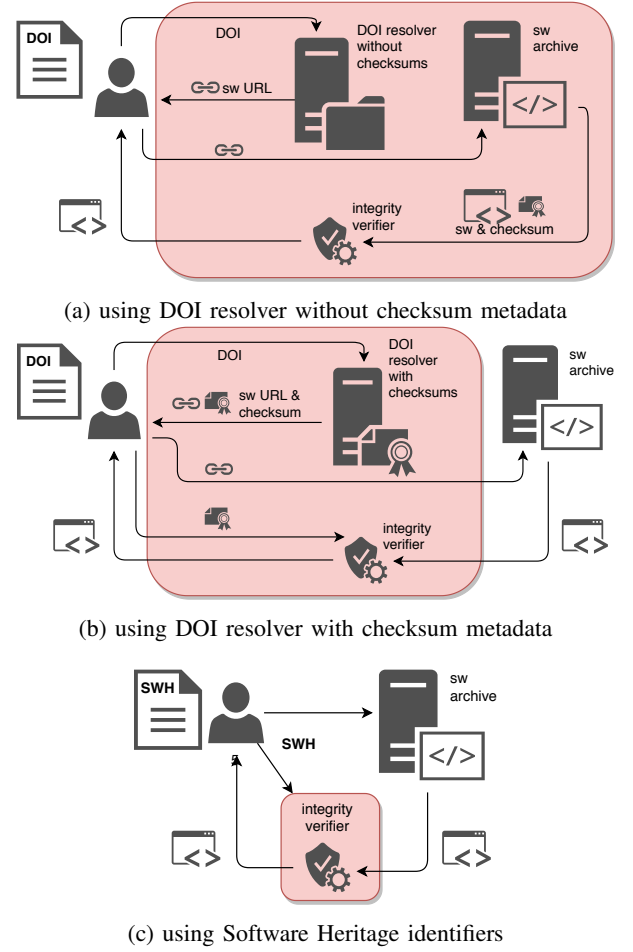 DOI
DOI
DOI resolver
without
checksums
sw
archive
</>
sw URL
<>
integrity
verifier
<>
sw & checksum
(a) using DOI resolver without checksum metadata
DOI
DOI
DOI
resolver
with
checksums
sw
archive
sw URL &
checksum
</>
<>
integrity
verifier
<>
(b) using DOI resolver with checksum metadata
SWH
sw
archive
SWH
</>
integrity
verifier
<>
<>
(c) using Software Heritage identifiers